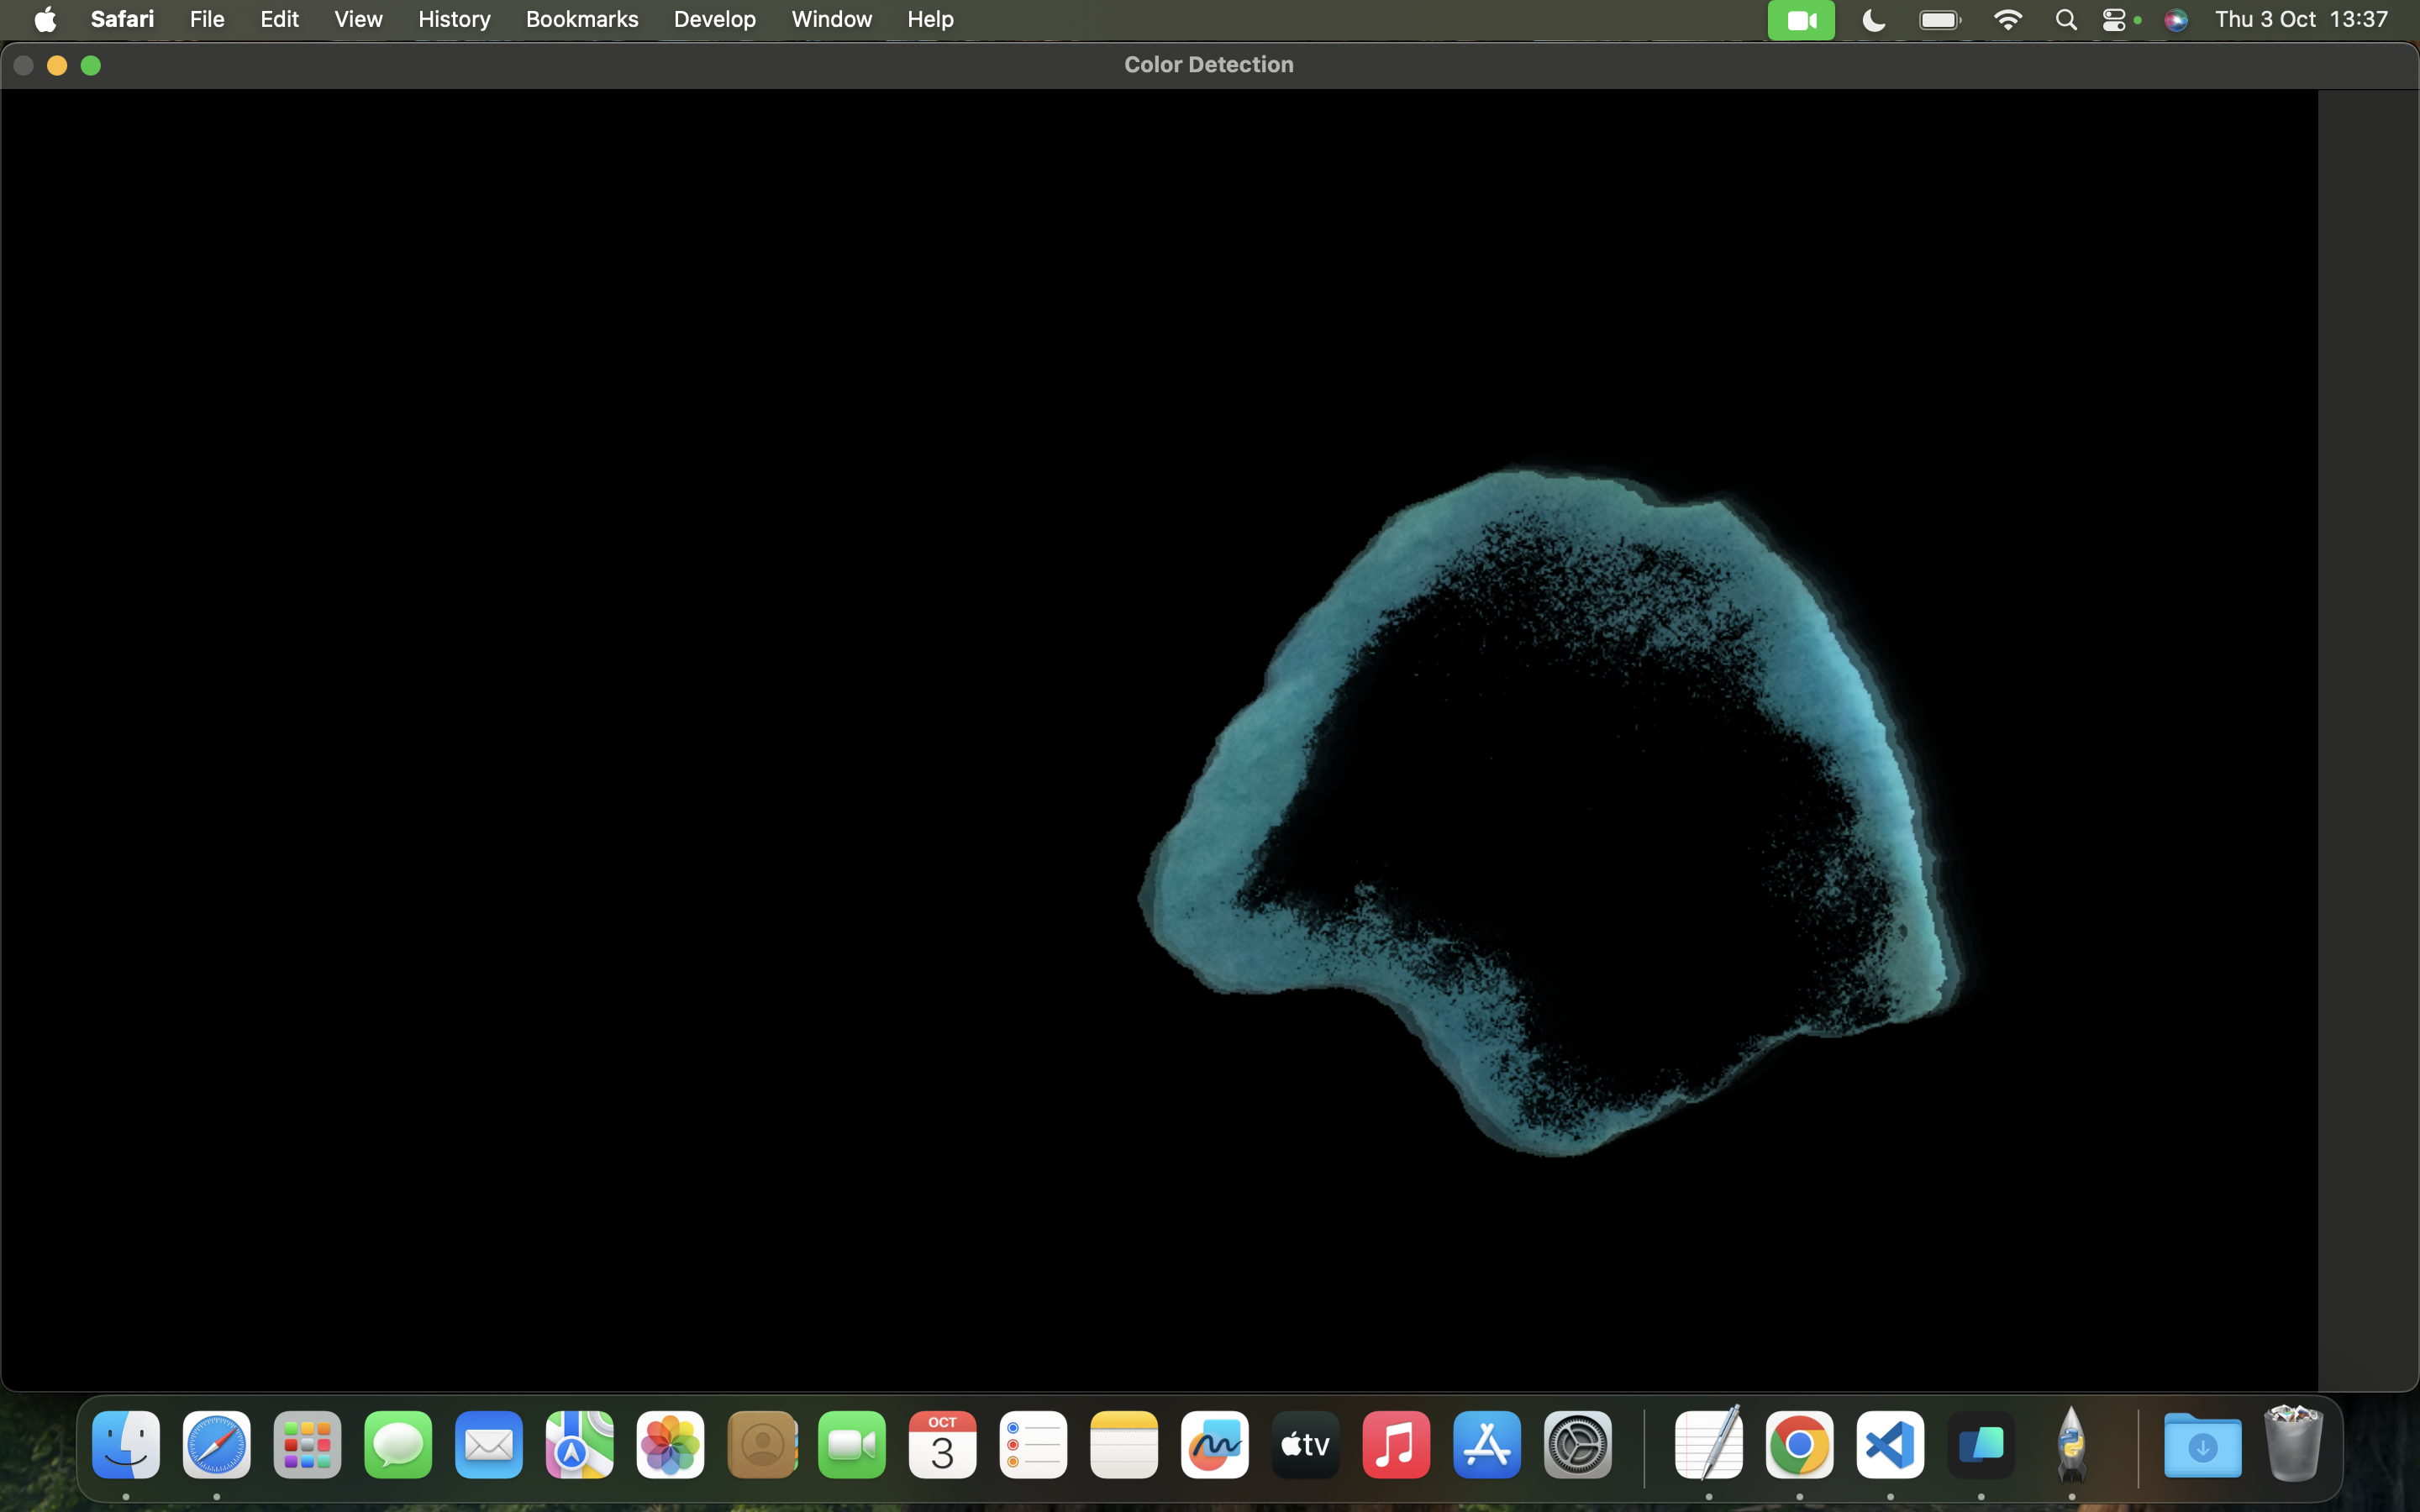 Safari File Edit View History Bookmarks Develop Window Help Thu 3 Oct 13:37
Color Detection
OCT
3
tv